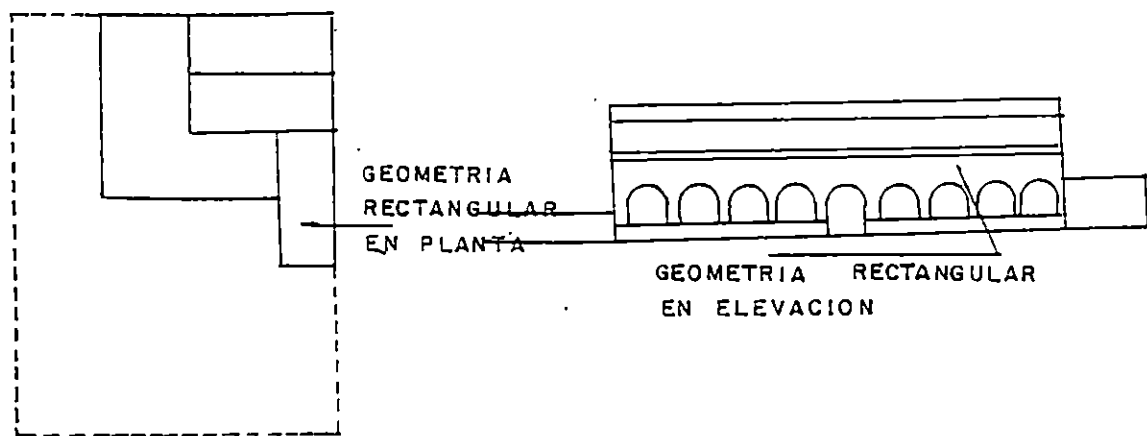 GEOMETRIA
RECTANGULAR
EN PLANTA
GEOMETRIA RECTANGULAR
EN ELEVACION